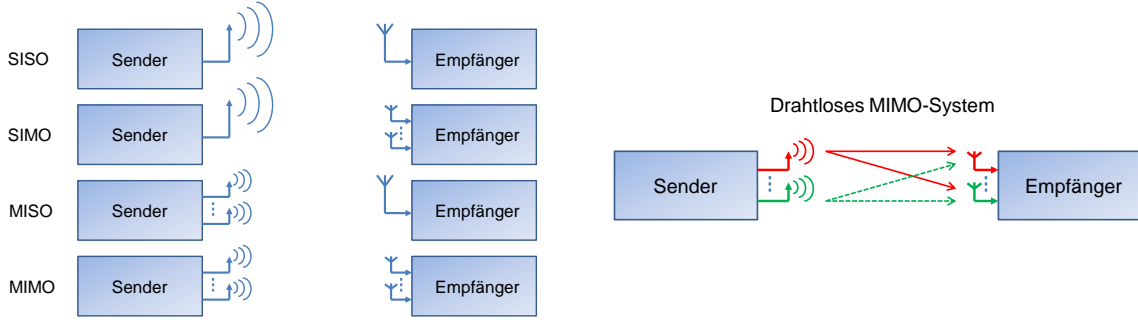 SISO Sender Empfänger
SIMO Sender Empfänger
MISO Sender Empfänger
MIMO Sender Empfänger
Drahtloses MIMO-System
Sender Empfänger